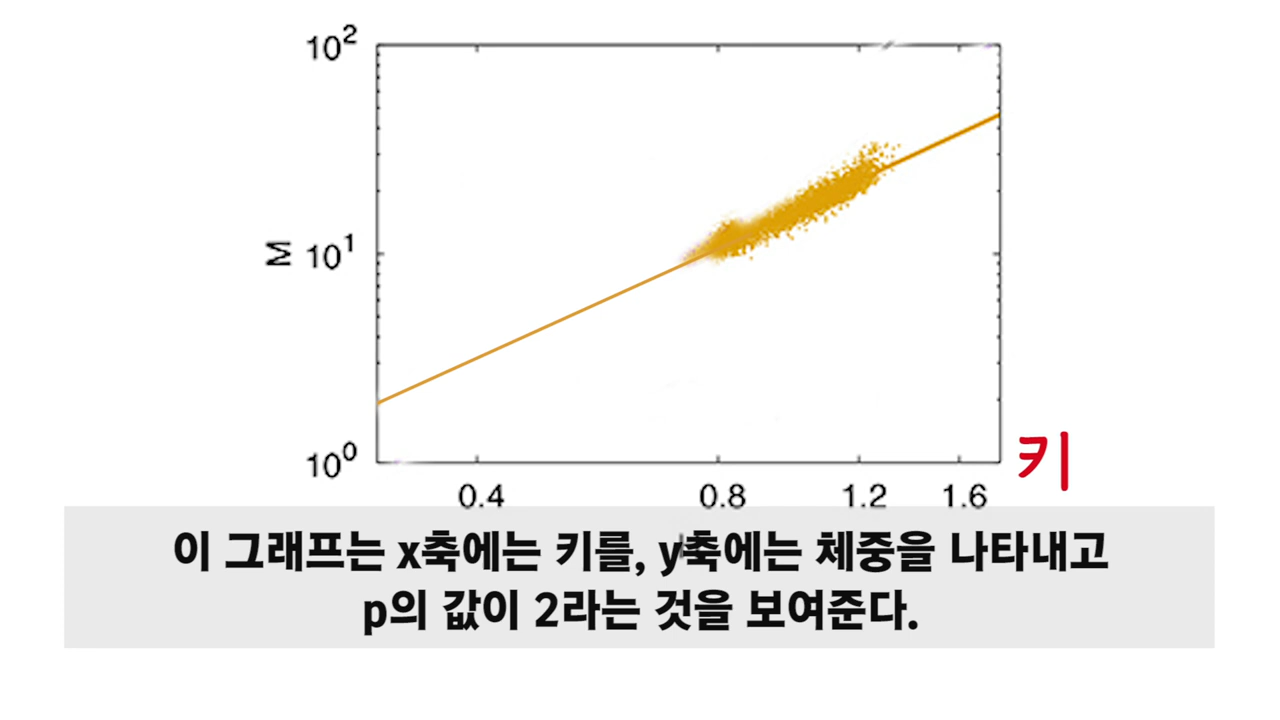 10²
M
10¹
10⁰
0.4 0.8 1.2 1.6
키
이 그래프는 x축에는 키를, y축에는 체중을 나타내고
p의 값이 2라는 것을 보여준다.